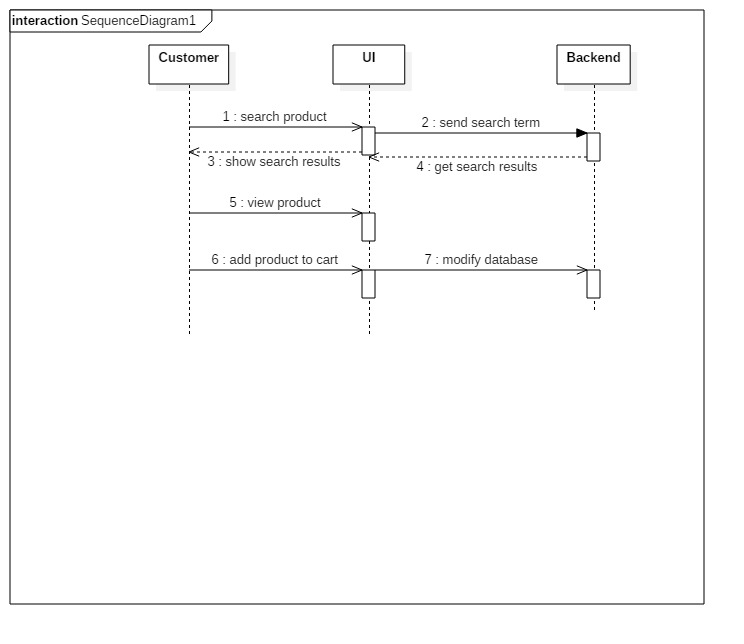 interaction SequenceDiagram1
Customer
UI
Backend
1 : search product
2 : send search term
3 : show search results
4 : get search results
5 : view product
6 : add product to cart
7 : modify database